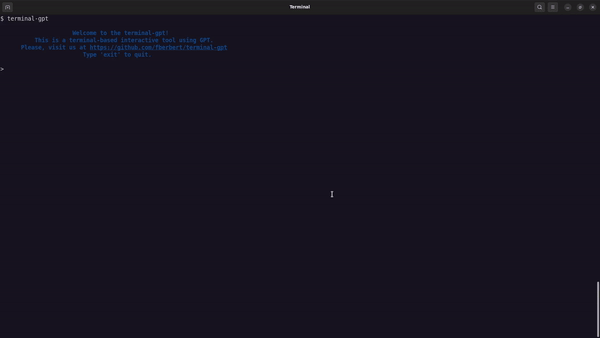 Terminal
$ terminal-gpt
Welcome to the terminal-gpt!
This is a terminal-based interactive tool using GPT.
Please, visit us at https://github.com/fberbert/terminal-gpt
Type 'exit' to quit.
>